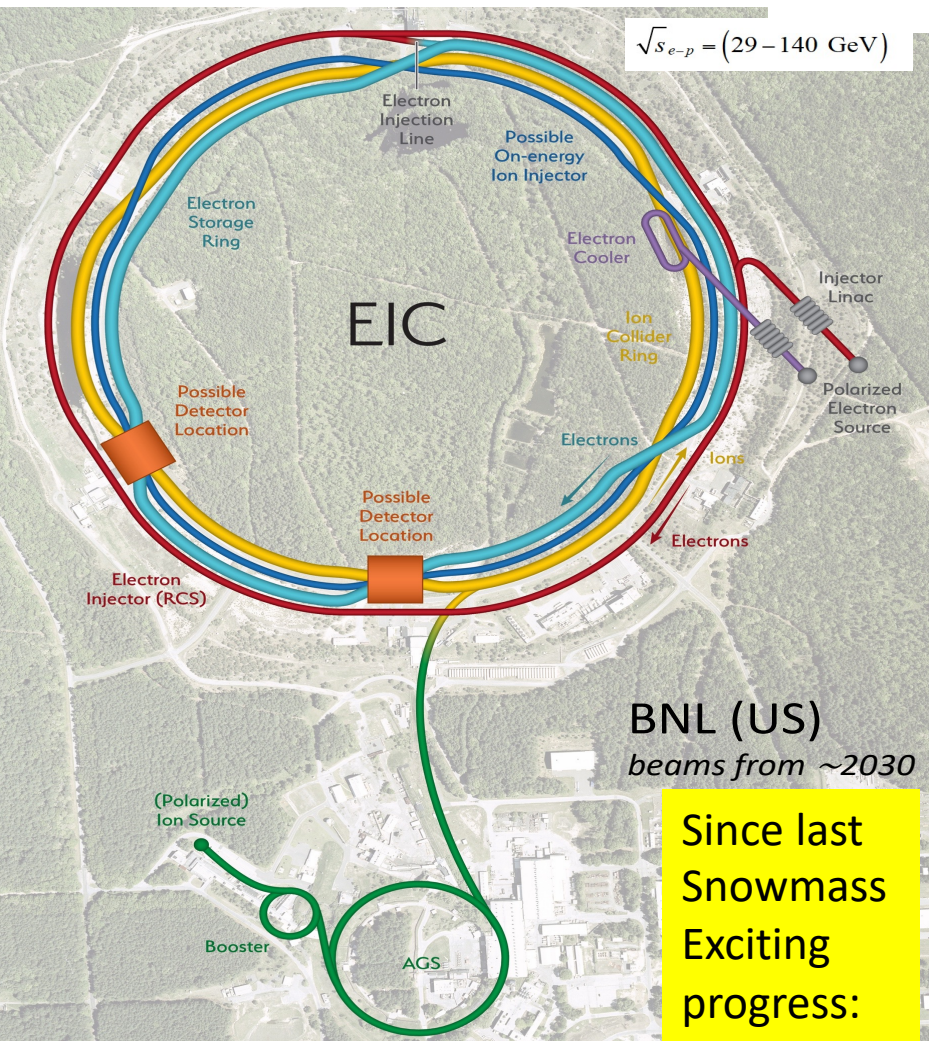 √s e-p = (29 – 140 GeV)
Electron
Injection
Line
Possible
On-energy
Ion Injector
Electron
Storage
Ring
Electron
Cooler
Injector
Linac
EIC
Ion
Collider
Ring
Possible
Detector
Location
Polarized
Electron
Source
Electrons
Ions
Possible
Detector
Location
Electrons
Electron
Injector (RCS)
BNL (US)
beams from ~2030
(Polarized)
Ion Source
Since last
Snowmass
Exciting
progress:
Booster
AGS